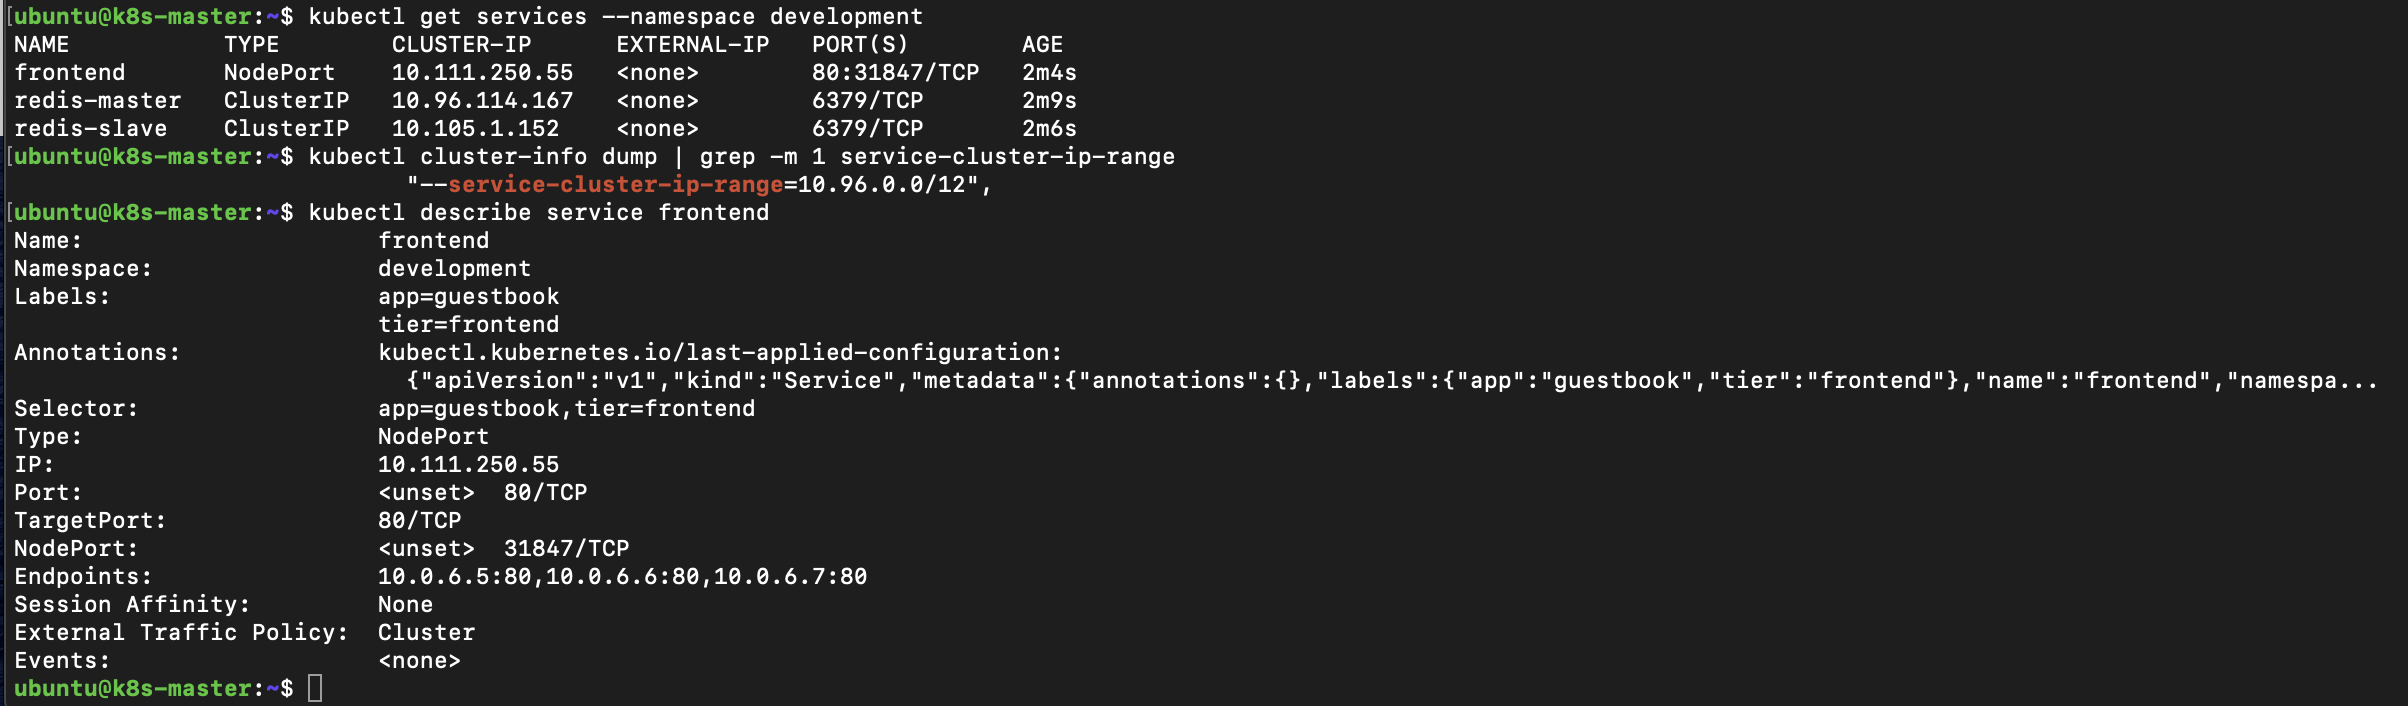 [ubuntu@k8s-master:~$ kubectl get services --namespace development
NAME           TYPE        CLUSTER-IP      EXTERNAL-IP   PORT(S)        AGE
frontend       NodePort    10.111.250.55   <none>        80:31847/TCP   2m4s
redis-master   ClusterIP   10.96.114.167   <none>        6379/TCP       2m9s
redis-slave    ClusterIP   10.105.1.152    <none>        6379/TCP       2m6s
[ubuntu@k8s-master:~$ kubectl cluster-info dump | grep -m 1 service-cluster-ip-range
                            "--service-cluster-ip-range=10.96.0.0/12",
[ubuntu@k8s-master:~$ kubectl describe service frontend
Name:                     frontend
Namespace:                development
Labels:                   app=guestbook
                          tier=frontend
Annotations:              kubectl.kubernetes.io/last-applied-configuration:
                            {"apiVersion":"v1","kind":"Service","metadata":{"annotations":{},"labels":{"app":"guestbook","tier":"frontend"},"name":"frontend","namespa...
Selector:                 app=guestbook,tier=frontend
Type:                     NodePort
IP:                       10.111.250.55
Port:                     <unset>  80/TCP
TargetPort:               80/TCP
NodePort:                 <unset>  31847/TCP
Endpoints:                10.0.6.5:80,10.0.6.6:80,10.0.6.7:80
Session Affinity:         None
External Traffic Policy:  Cluster
Events:                   <none>
ubuntu@k8s-master:~$